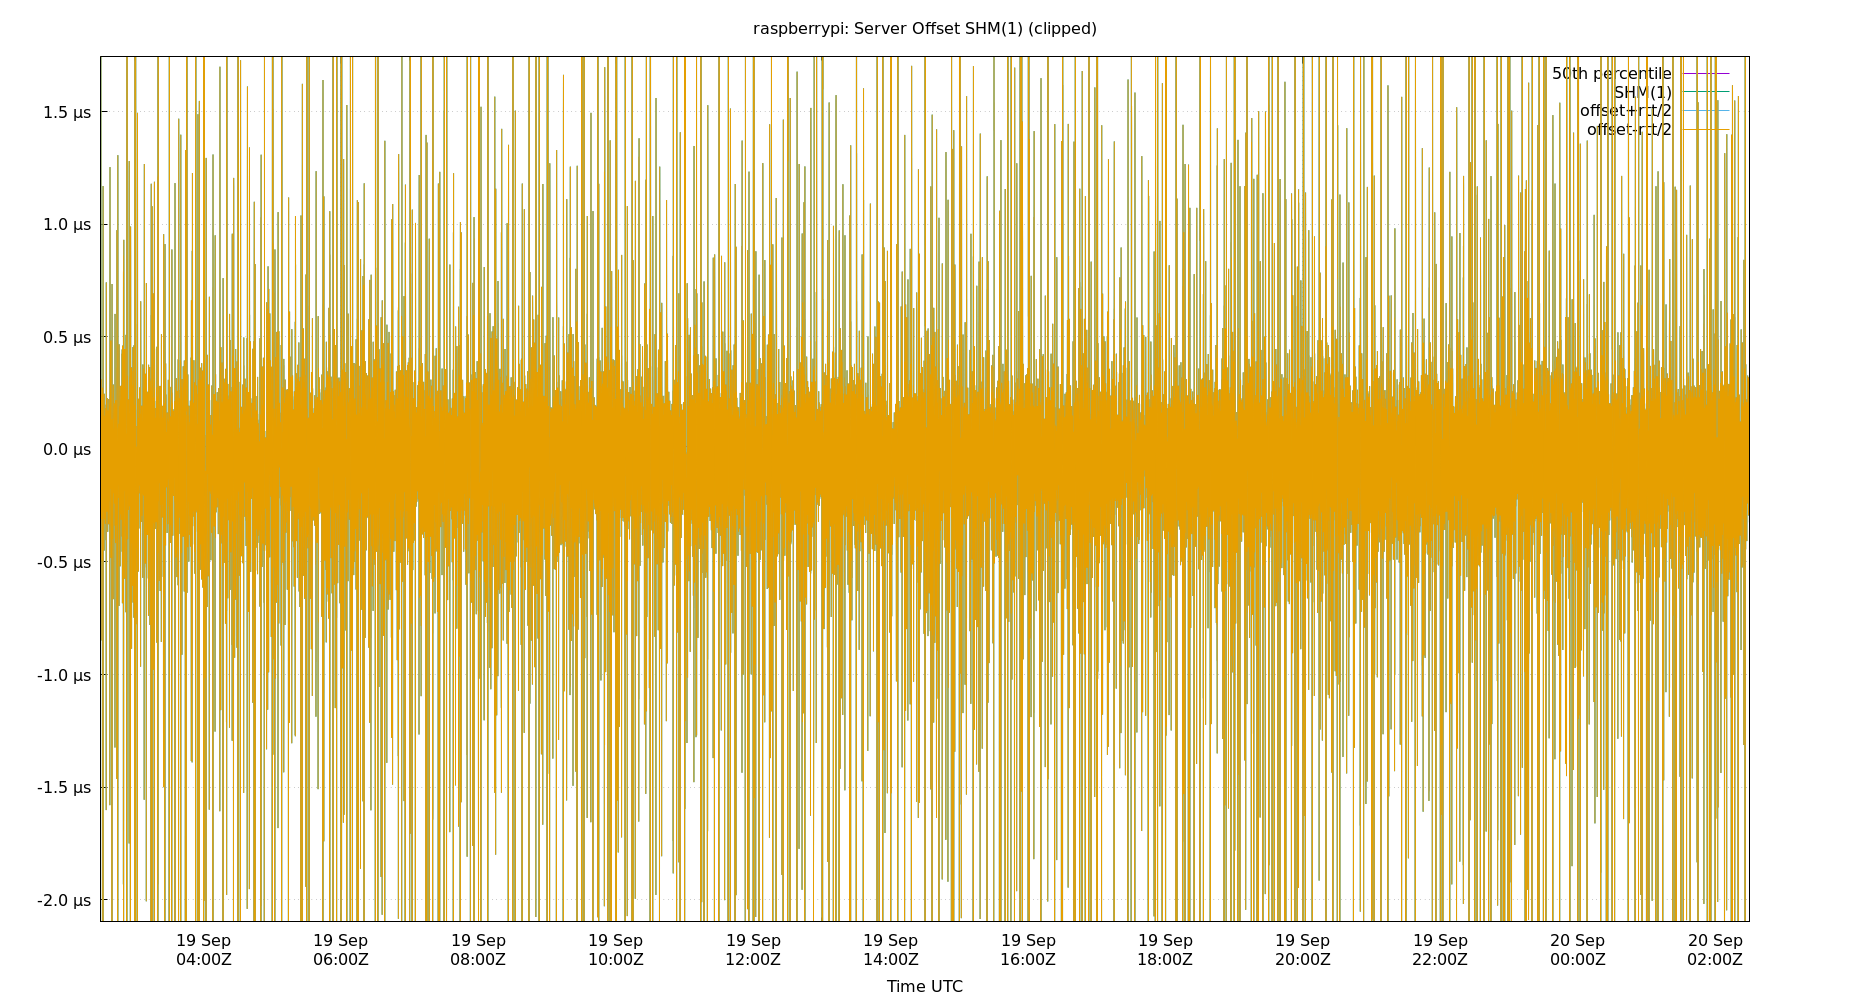 raspberrypi: Server Offset SHM(1) (clipped)
50th percentile
SHM(1)
offset+rtt/2
offset-rtt/2
1.5 µs
1.0 µs
0.5 µs
0.0 µs
-0.5 µs
-1.0 µs
-1.5 µs
-2.0 µs
19 Sep 19 Sep 19 Sep 19 Sep 19 Sep 19 Sep 19 Sep 19 Sep 19 Sep 19 Sep 20 Sep 20 Sep
04:00Z 06:00Z 08:00Z 10:00Z 12:00Z 14:00Z 16:00Z 18:00Z 20:00Z 22:00Z 00:00Z 02:00Z
Time UTC